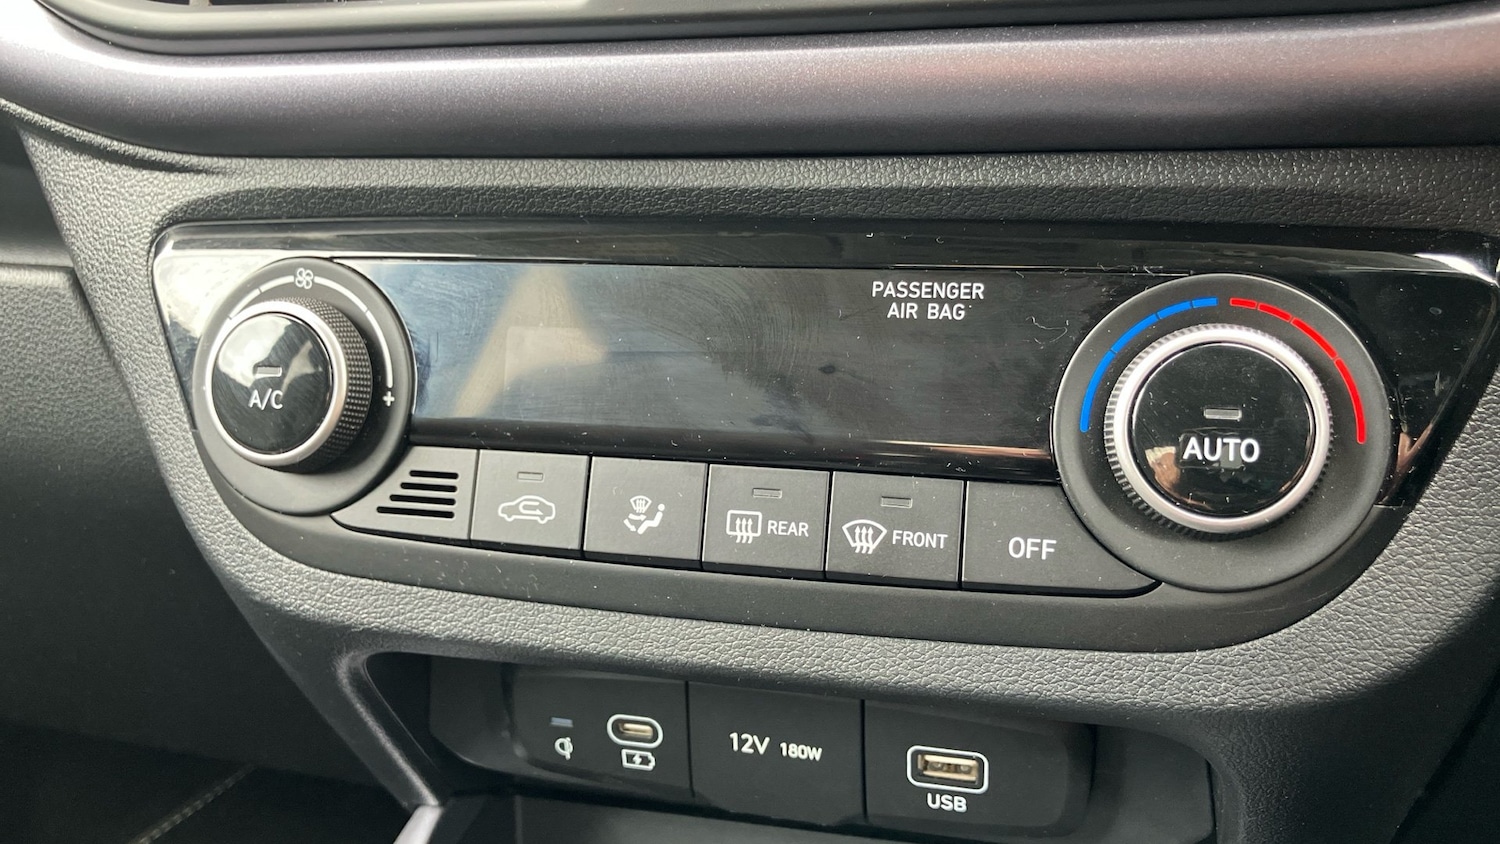 PASSENGER
AIR BAG
+
A/C
AUTO
REAR
FRONT
OFF
12V 180W
USB